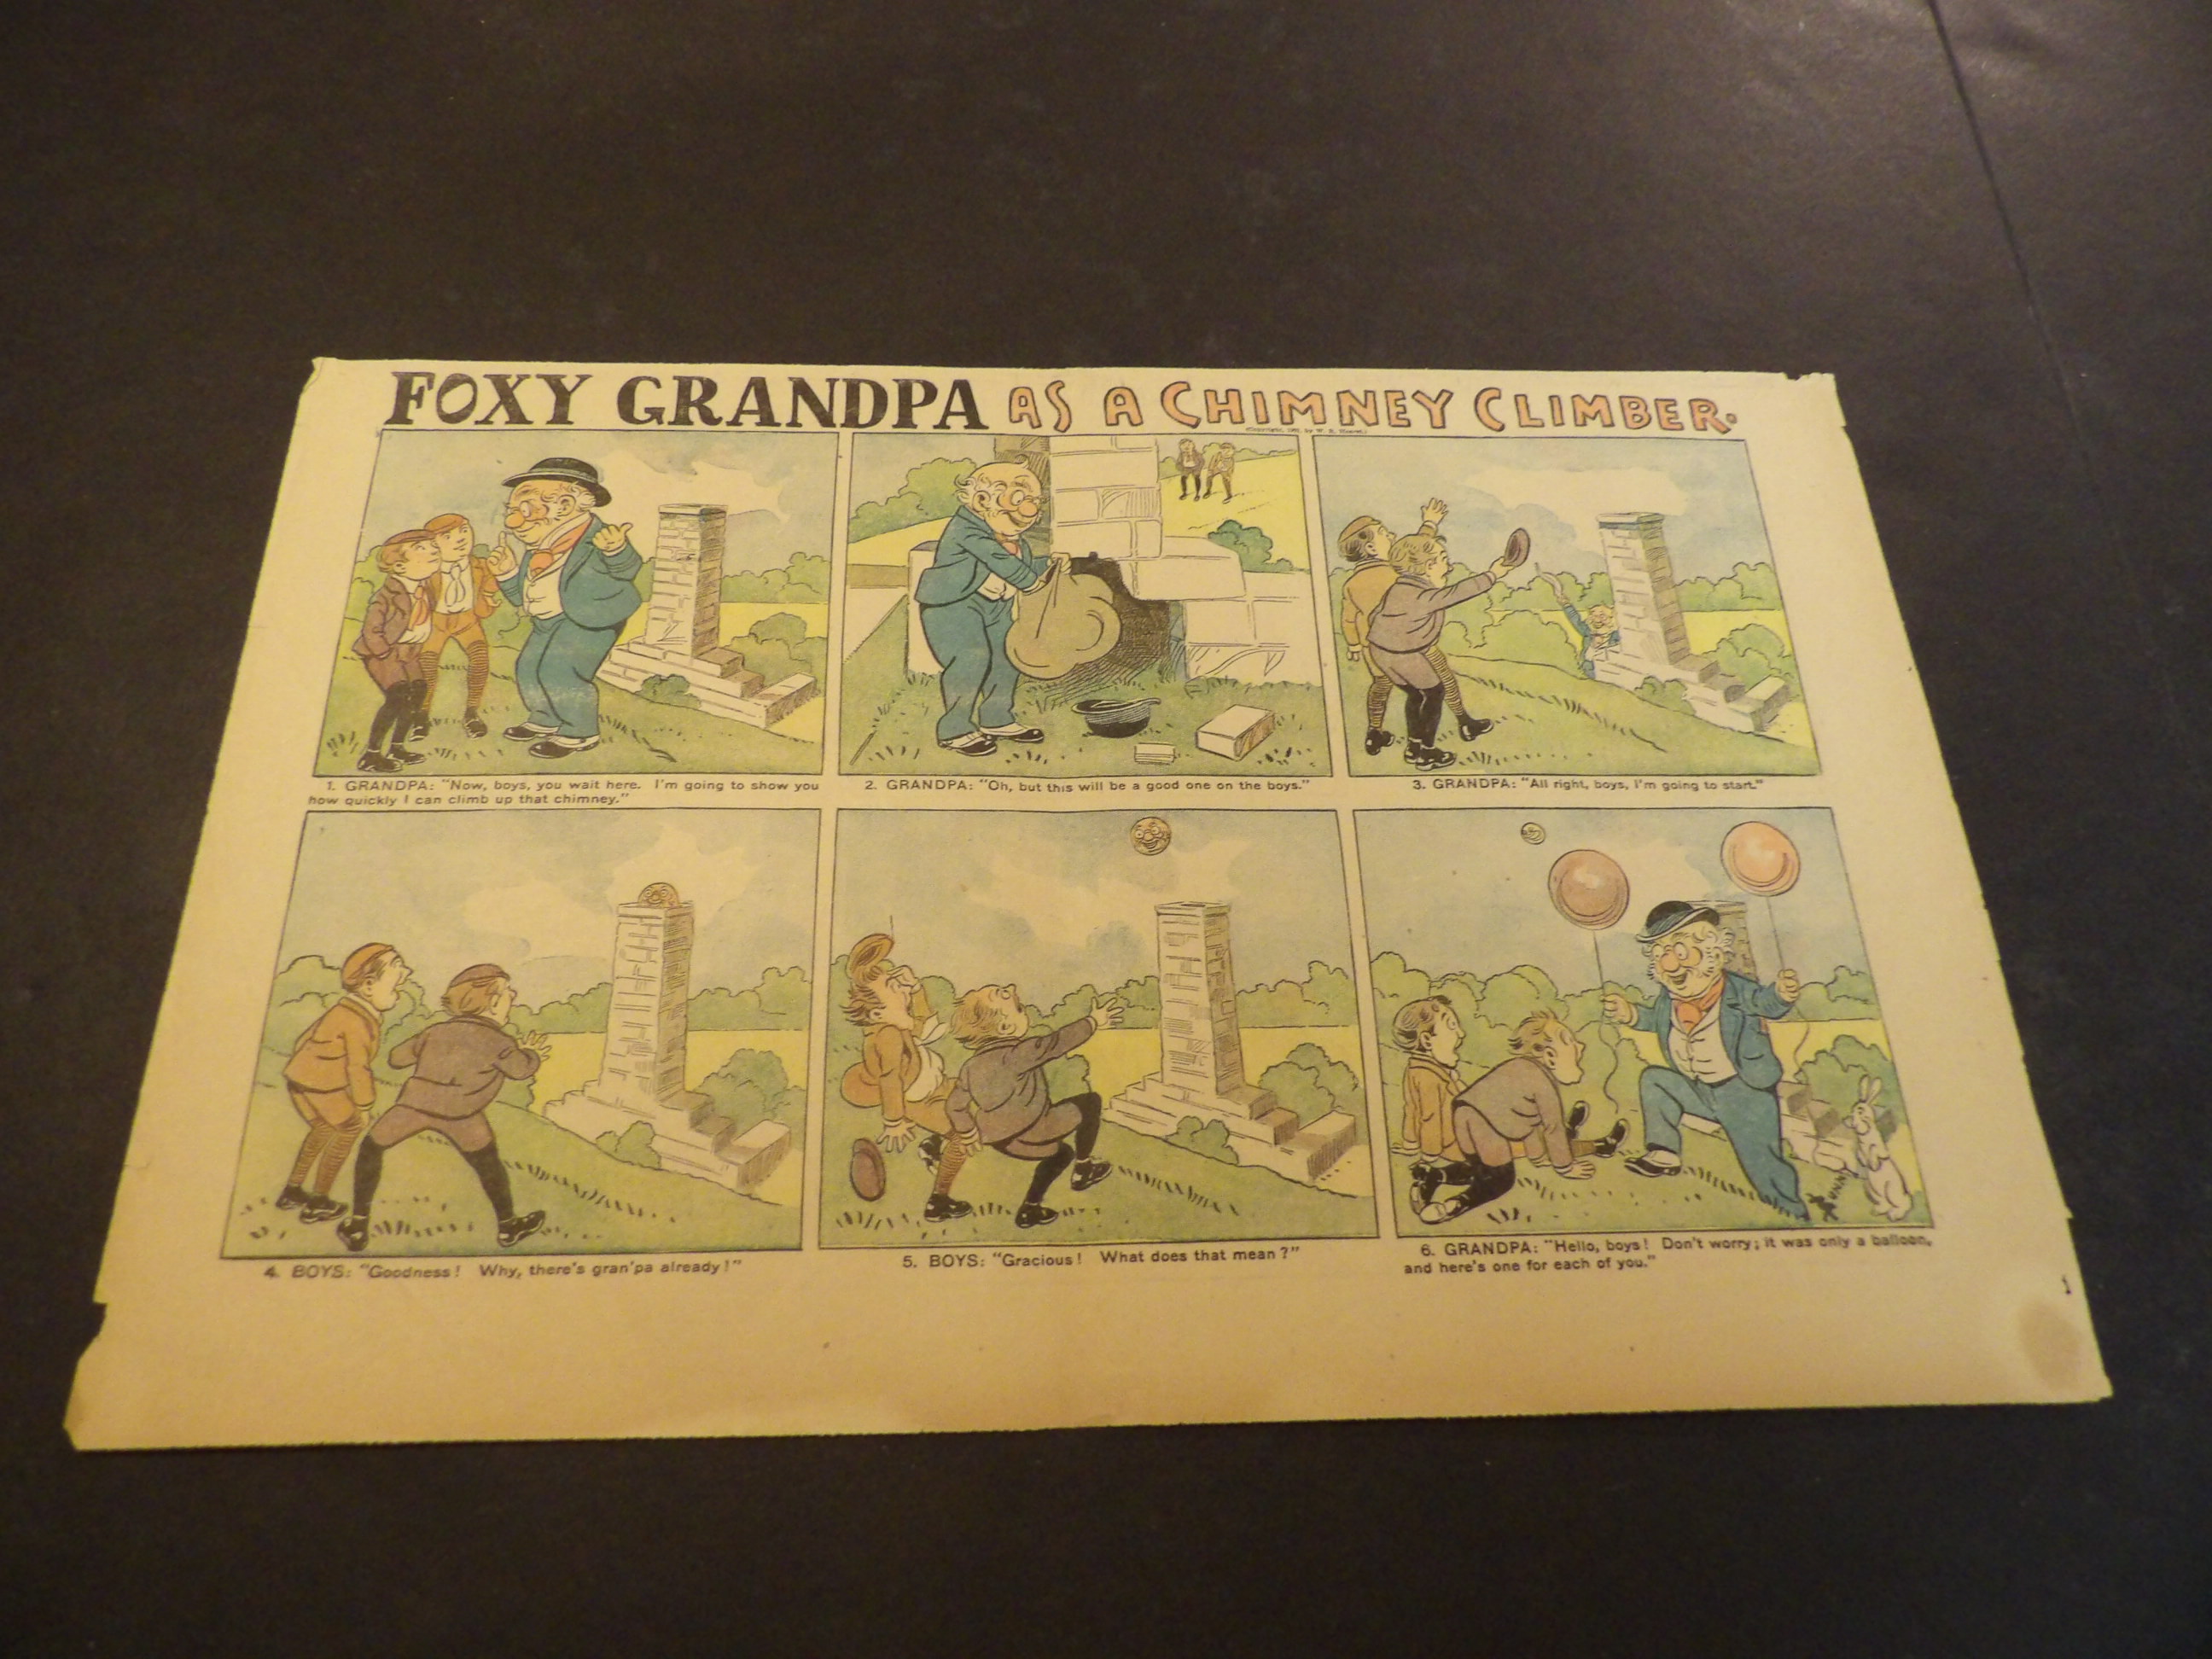 FOXY GRANDPA AS A CHIMNEY CLIMBER.
1. GRANDPA: "Now, boys, you wait here. I'm going to show you
how quickly I can climb up that chimney."
2. GRANDPA: "Oh, but this will be a good one on the boys."
3. GRANDPA: "All right, boys, I'm going to start."
4. BOYS: "Goodness! Why, there's gran'pa already!"
5. BOYS: "Gracious! What does that mean?"
6. GRANDPA: "Hello, boys! Don't worry; it was only a balloon,
and here's one for each of you."